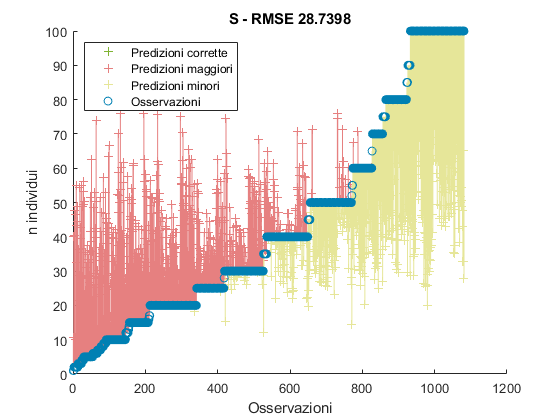 S - RMSE 28.7398
100
90
80
70
60
50
40
30
20
10
0
n individui
Predizioni corrette
Predizioni maggiori
Predizioni minori
Osservazioni
0 200 400 600 800 1000 1200
Osservazioni